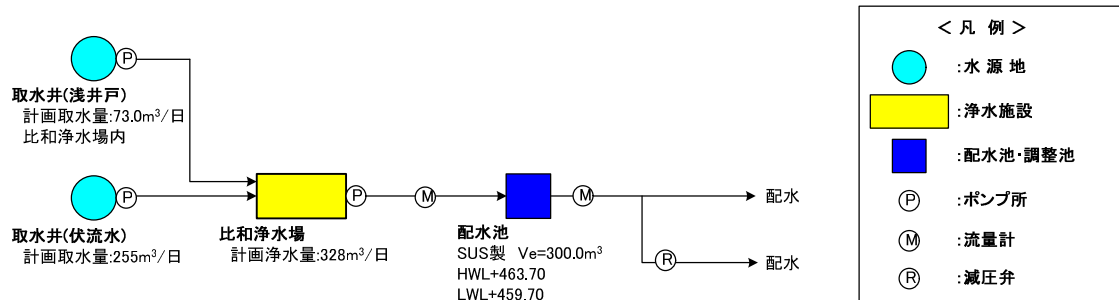 P
取水井(浅井戸)
計画取水量:73.0m³/日
比和浄水場内
P
取水井(伏流水)
計画取水量:255m³/日
P
比和浄水場
計画浄水量:328m³/日
M
配水池
SUS製 Ve=300.0m³
HWL+463.70
LWL+459.70
M
配水
R
配水
<凡 例>
:水 源 地
:浄水施設
:配水池・調整池
P :ポンプ所
M :流量計
R :減圧弁